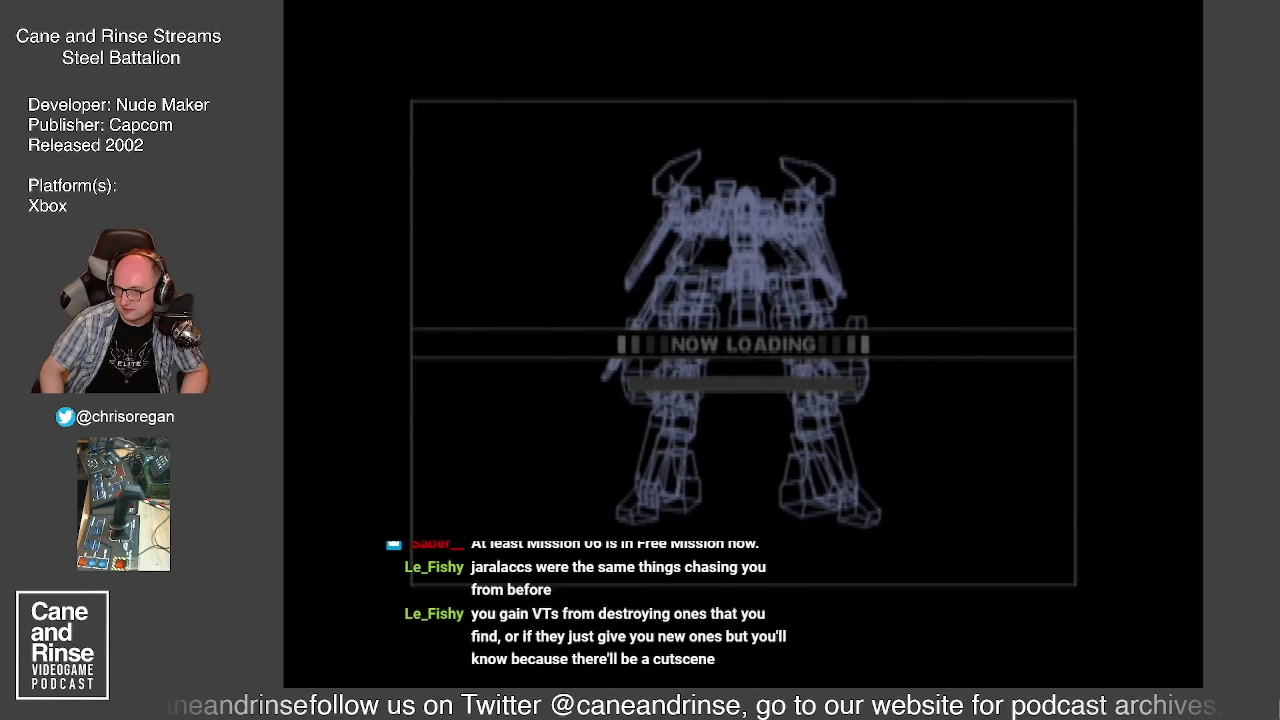 Cane and Rinse Streams
Steel Battalion
Developer: Nude Maker
Publisher: Capcom
Released 2002
Platform(s):
Xbox
ELITE
@chrisoregan
NOW LOADING
Saber__ At least Mission 06 is in Free Mission now.
Le_Fishy jaralaccs were the same things chasing you
from before
Le_Fishy you gain VTs from destroying ones that you
find, or if they just give you new ones but you'll
know because there'll be a cutscene
Cane
and
Rinse
VIDEOGAME
PODCAST
aneandrinsefollow us on Twitter @caneandrinse, go to our website for podcast archives.